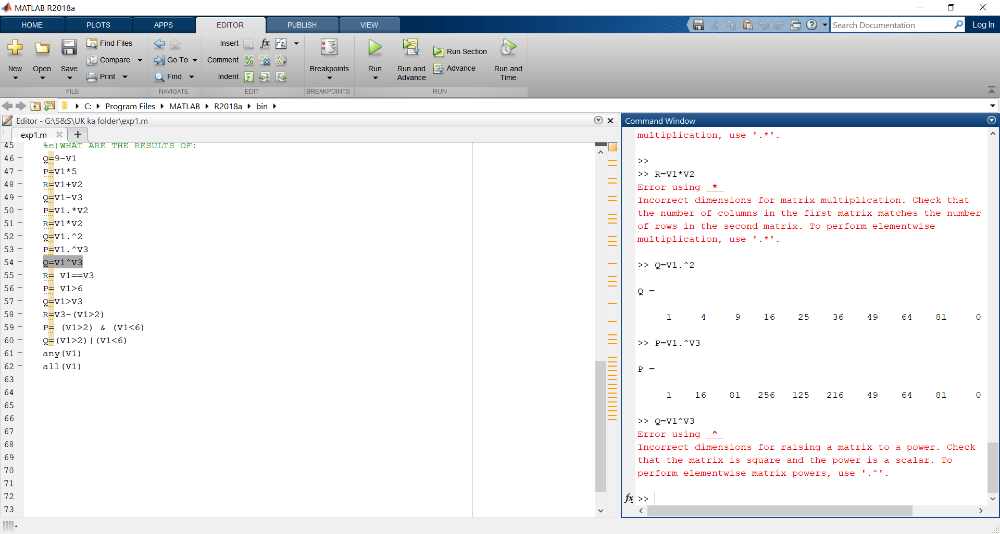 MATLAB R2018a
HOME PLOTS APPS EDITOR PUBLISH VIEW
Search Documentation
Log In
New
Open
Save
Find Files
Compare
Print
FILE
Go To
Find
NAVIGATE
Insert fx fi
Comment
Indent
EDIT
Breakpoints
BREAKPOINTS
Run
Run and Advance
Run Section
Advance
Run and Time
RUN
C: Program Files MATLAB R2018a bin
Editor - G:\S&S\UK ka folder\exp1.m
exp1.m
45 %e)WHAT ARE THE RESULTS OF:
46 – Q=9-V1
47 – P=V1*5
48 – R=V1+V2
49 – Q=V1-V3
50 – P=V1.*V2
51 – R=V1*V2
52 – Q=V1.^2
53 – P=V1.^V3
54 – Q=V1^V3
55 – R= V1==V3
56 – P= V1>6
57 – Q=V1>V3
58 – R=V3-(V1>2)
59 – P= (V1>2) & (V1<6)
60 – Q=(V1>2)|(V1<6)
61 – any(V1)
62 – all(V1)
63
64
65
66
67
68
69
70
71
72
73
Command Window
multiplication, use '.*'.
>>
>> R=V1*V2
Error using  *
Incorrect dimensions for matrix multiplication. Check that
the number of columns in the first matrix matches the number
of rows in the second matrix. To perform elementwise
multiplication, use '.*'.
>> Q=V1.^2
Q =
1 4 9 16 25 36 49 64 81 0
>> P=V1.^V3
P =
1 16 81 256 125 216 49 64 81 0
>> Q=V1^V3
Error using  ^
Incorrect dimensions for raising a matrix to a power. Check
that the matrix is square and the power is a scalar. To
perform elementwise matrix powers, use '.^'.
fx >>